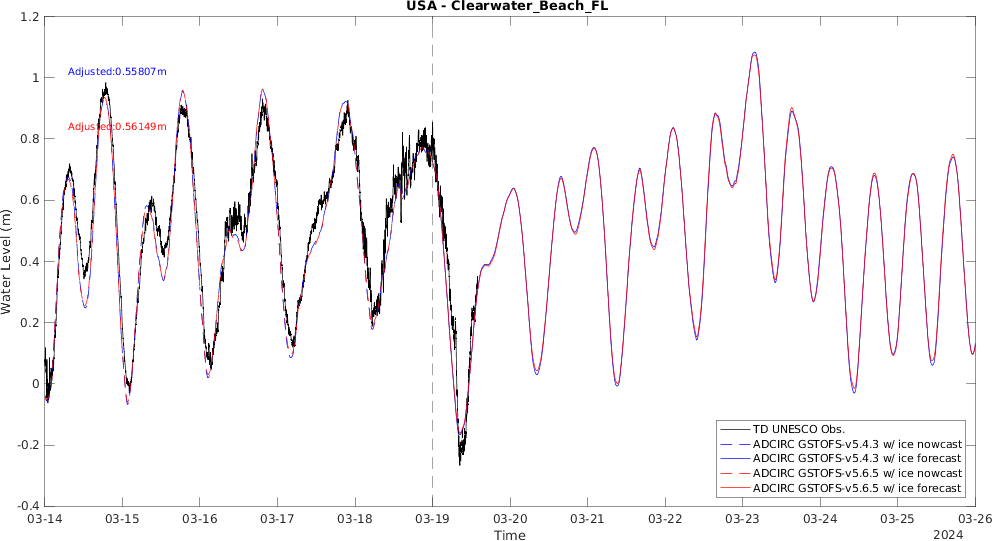 USA - Clearwater_Beach_FL
1.2
1
0.8
0.6
0.4
0.2
0
-0.2
-0.4
Water Level (m)
Adjusted:0.55807m
Adjusted:0.56149m
TD UNESCO Obs.
ADCIRC GSTOFS-v5.4.3 w/ ice nowcast
ADCIRC GSTOFS-v5.4.3 w/ ice forecast
ADCIRC GSTOFS-v5.6.5 w/ ice nowcast
ADCIRC GSTOFS-v5.6.5 w/ ice forecast
03-14 03-15 03-16 03-17 03-18 03-19 03-20 03-21 03-22 03-23 03-24 03-25 03-26
Time
2024